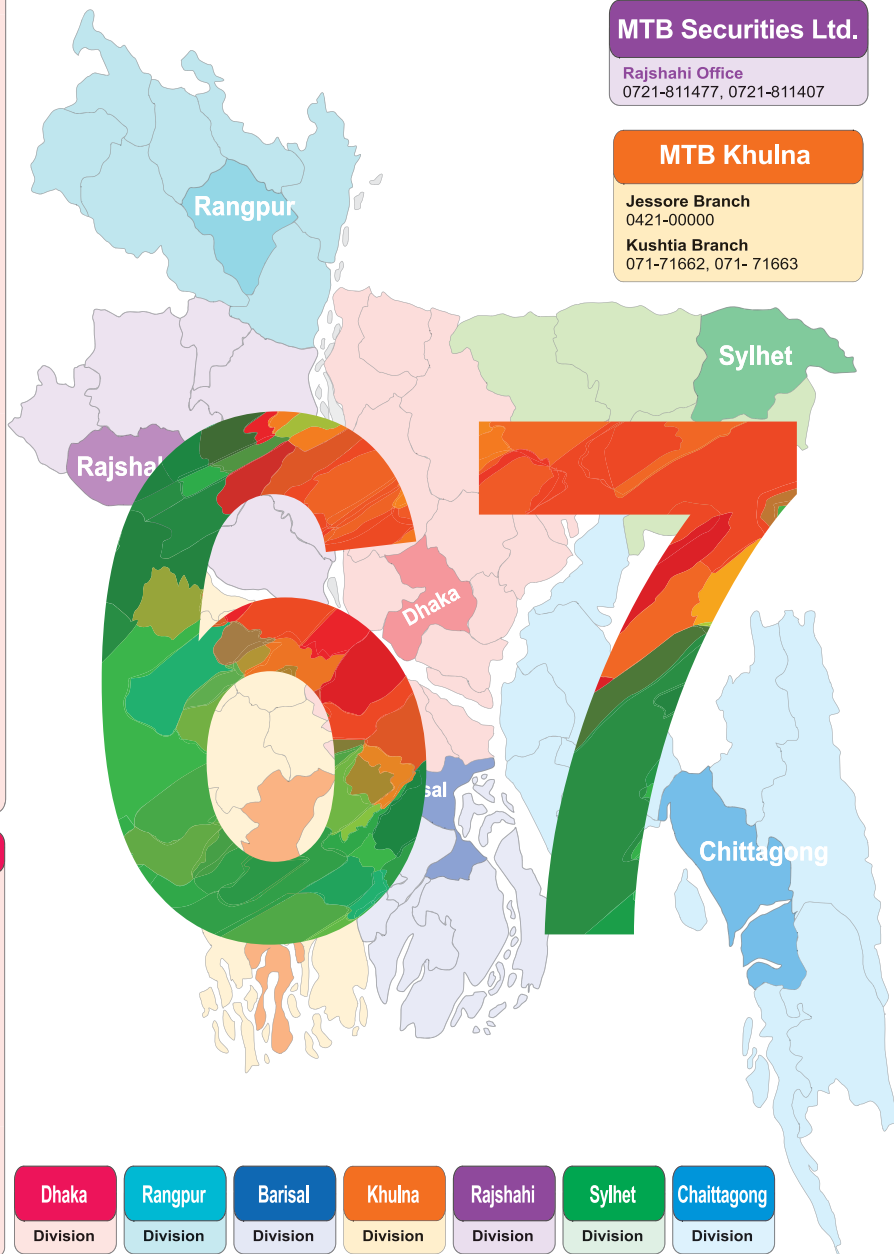 MTB Securities Ltd.
Rajshahi Office
0721-811477, 0721-811407
MTB Khulna
Jessore Branch
0421-00000
Kushtia Branch
071-71662, 071- 71663
Rangpur
Sylhet
Rajsha
67
Dhaka
sal
Chittagong
Dhaka Rangpur Barisal Khulna Rajshahi Sylhet Chaittagong
Division Division Division Division Division Division Division